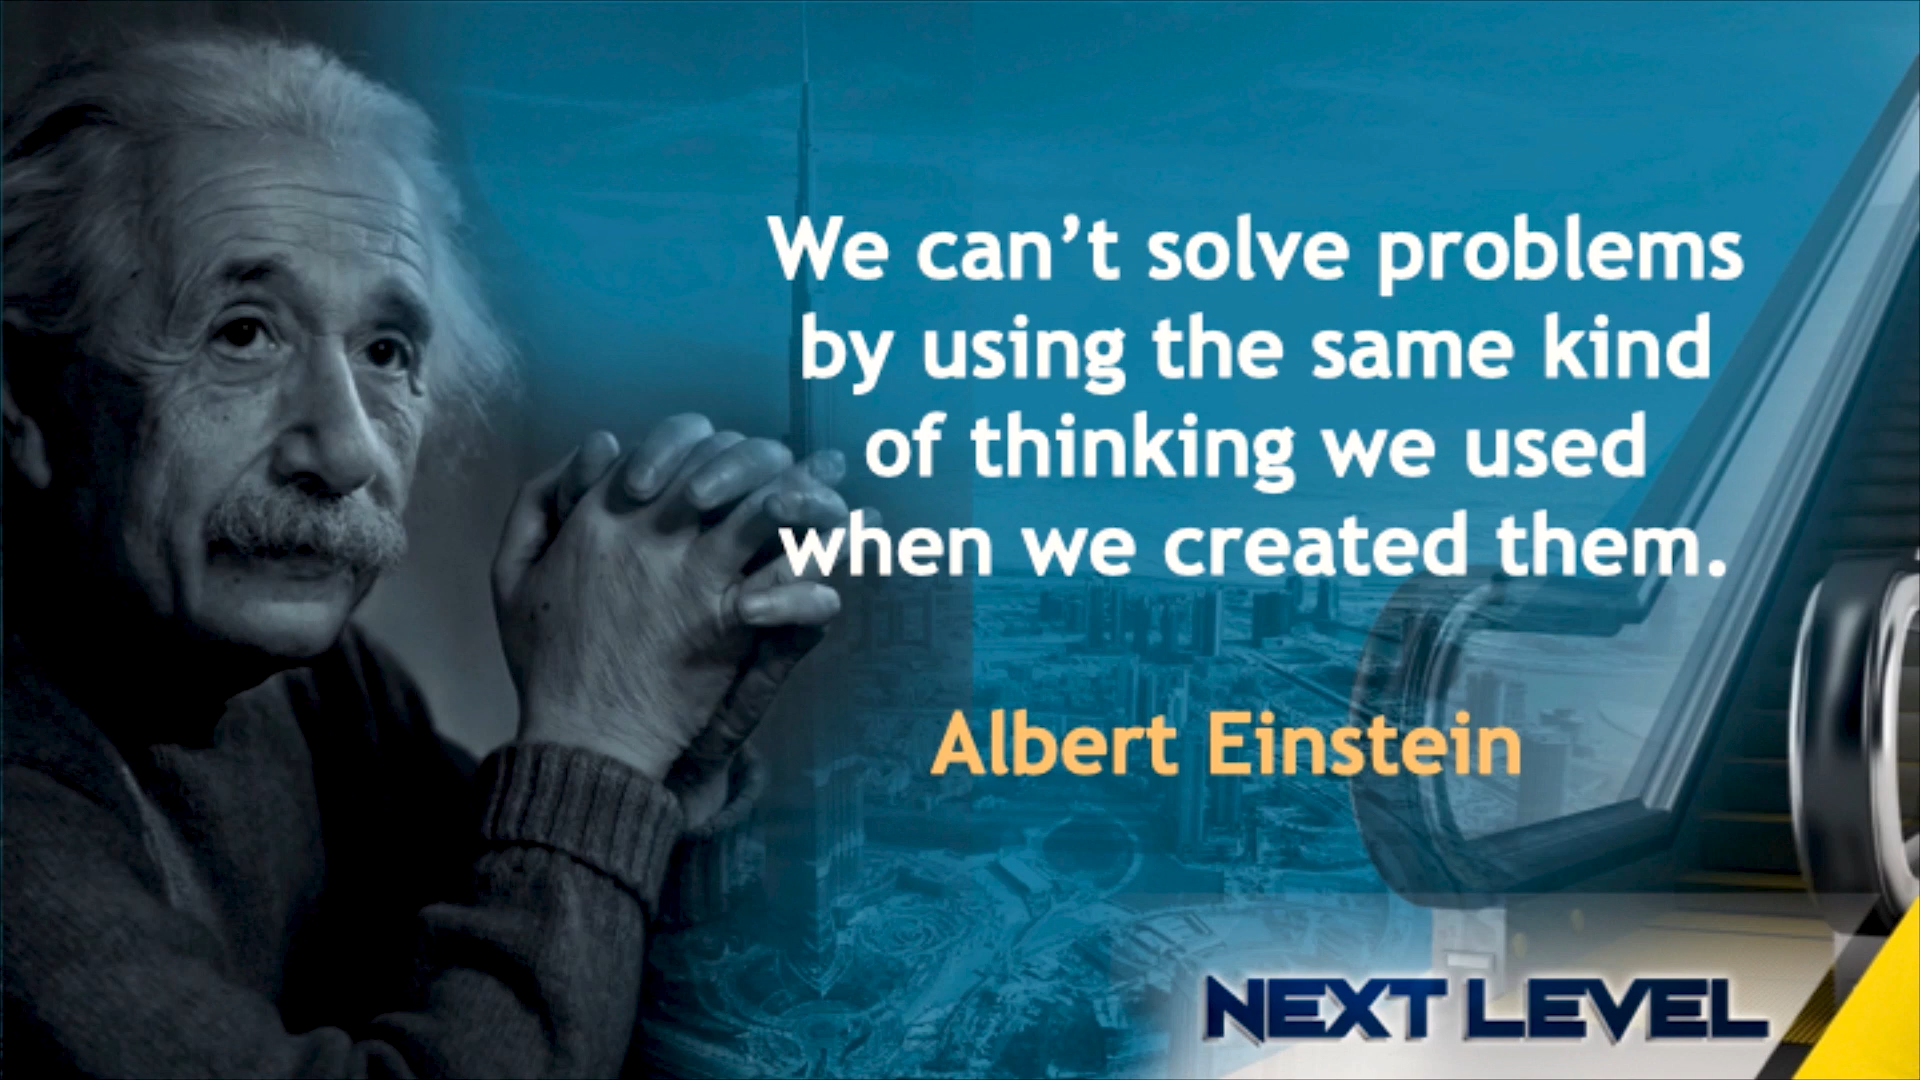 We can’t solve problems
by using the same kind
of thinking we used
when we created them.
Albert Einstein
NEXT LEVEL